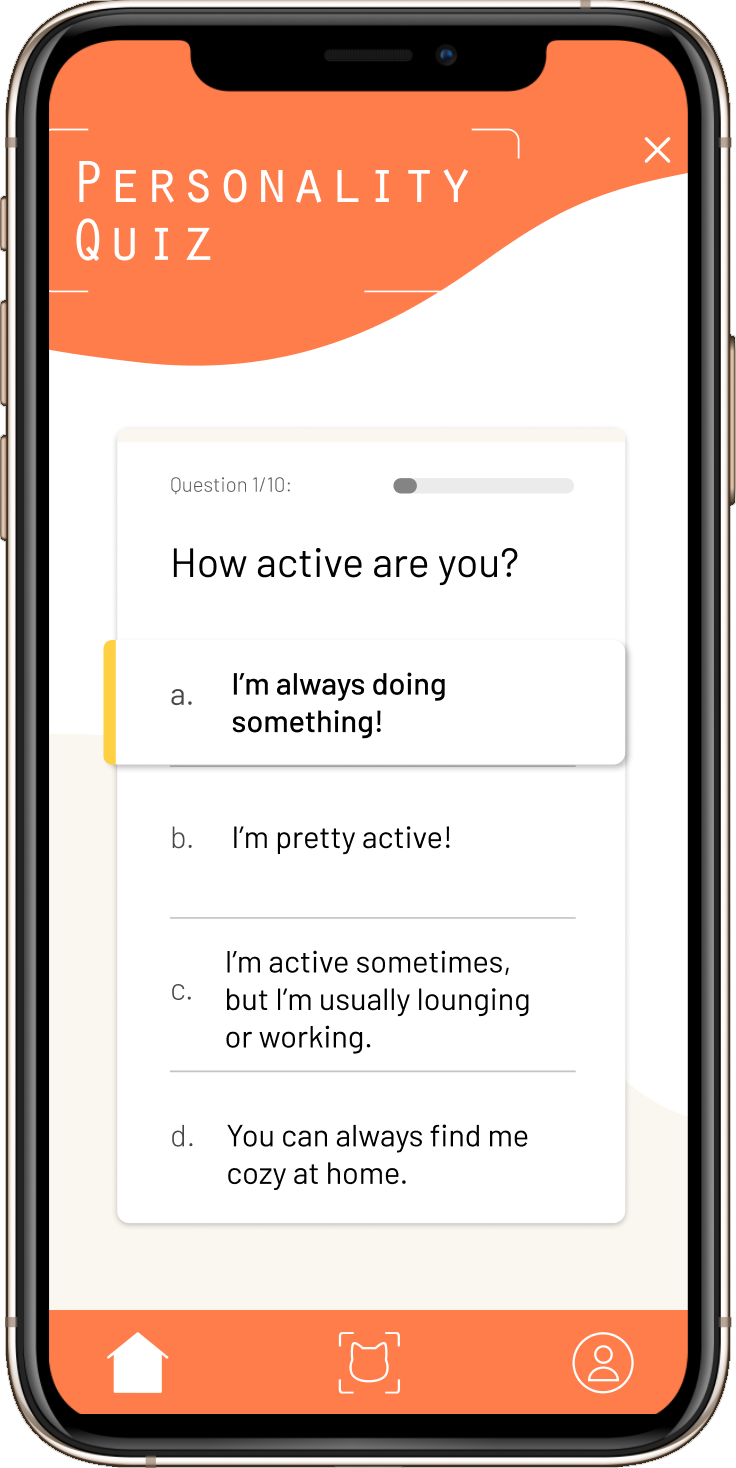 PERSONALITY
QUIZ
Question 1/10:
How active are you?
a. I'm always doing
something!
b. I'm pretty active!
c. I'm active sometimes,
but I'm usually lounging
or working.
d. You can always find me
cozy at home.